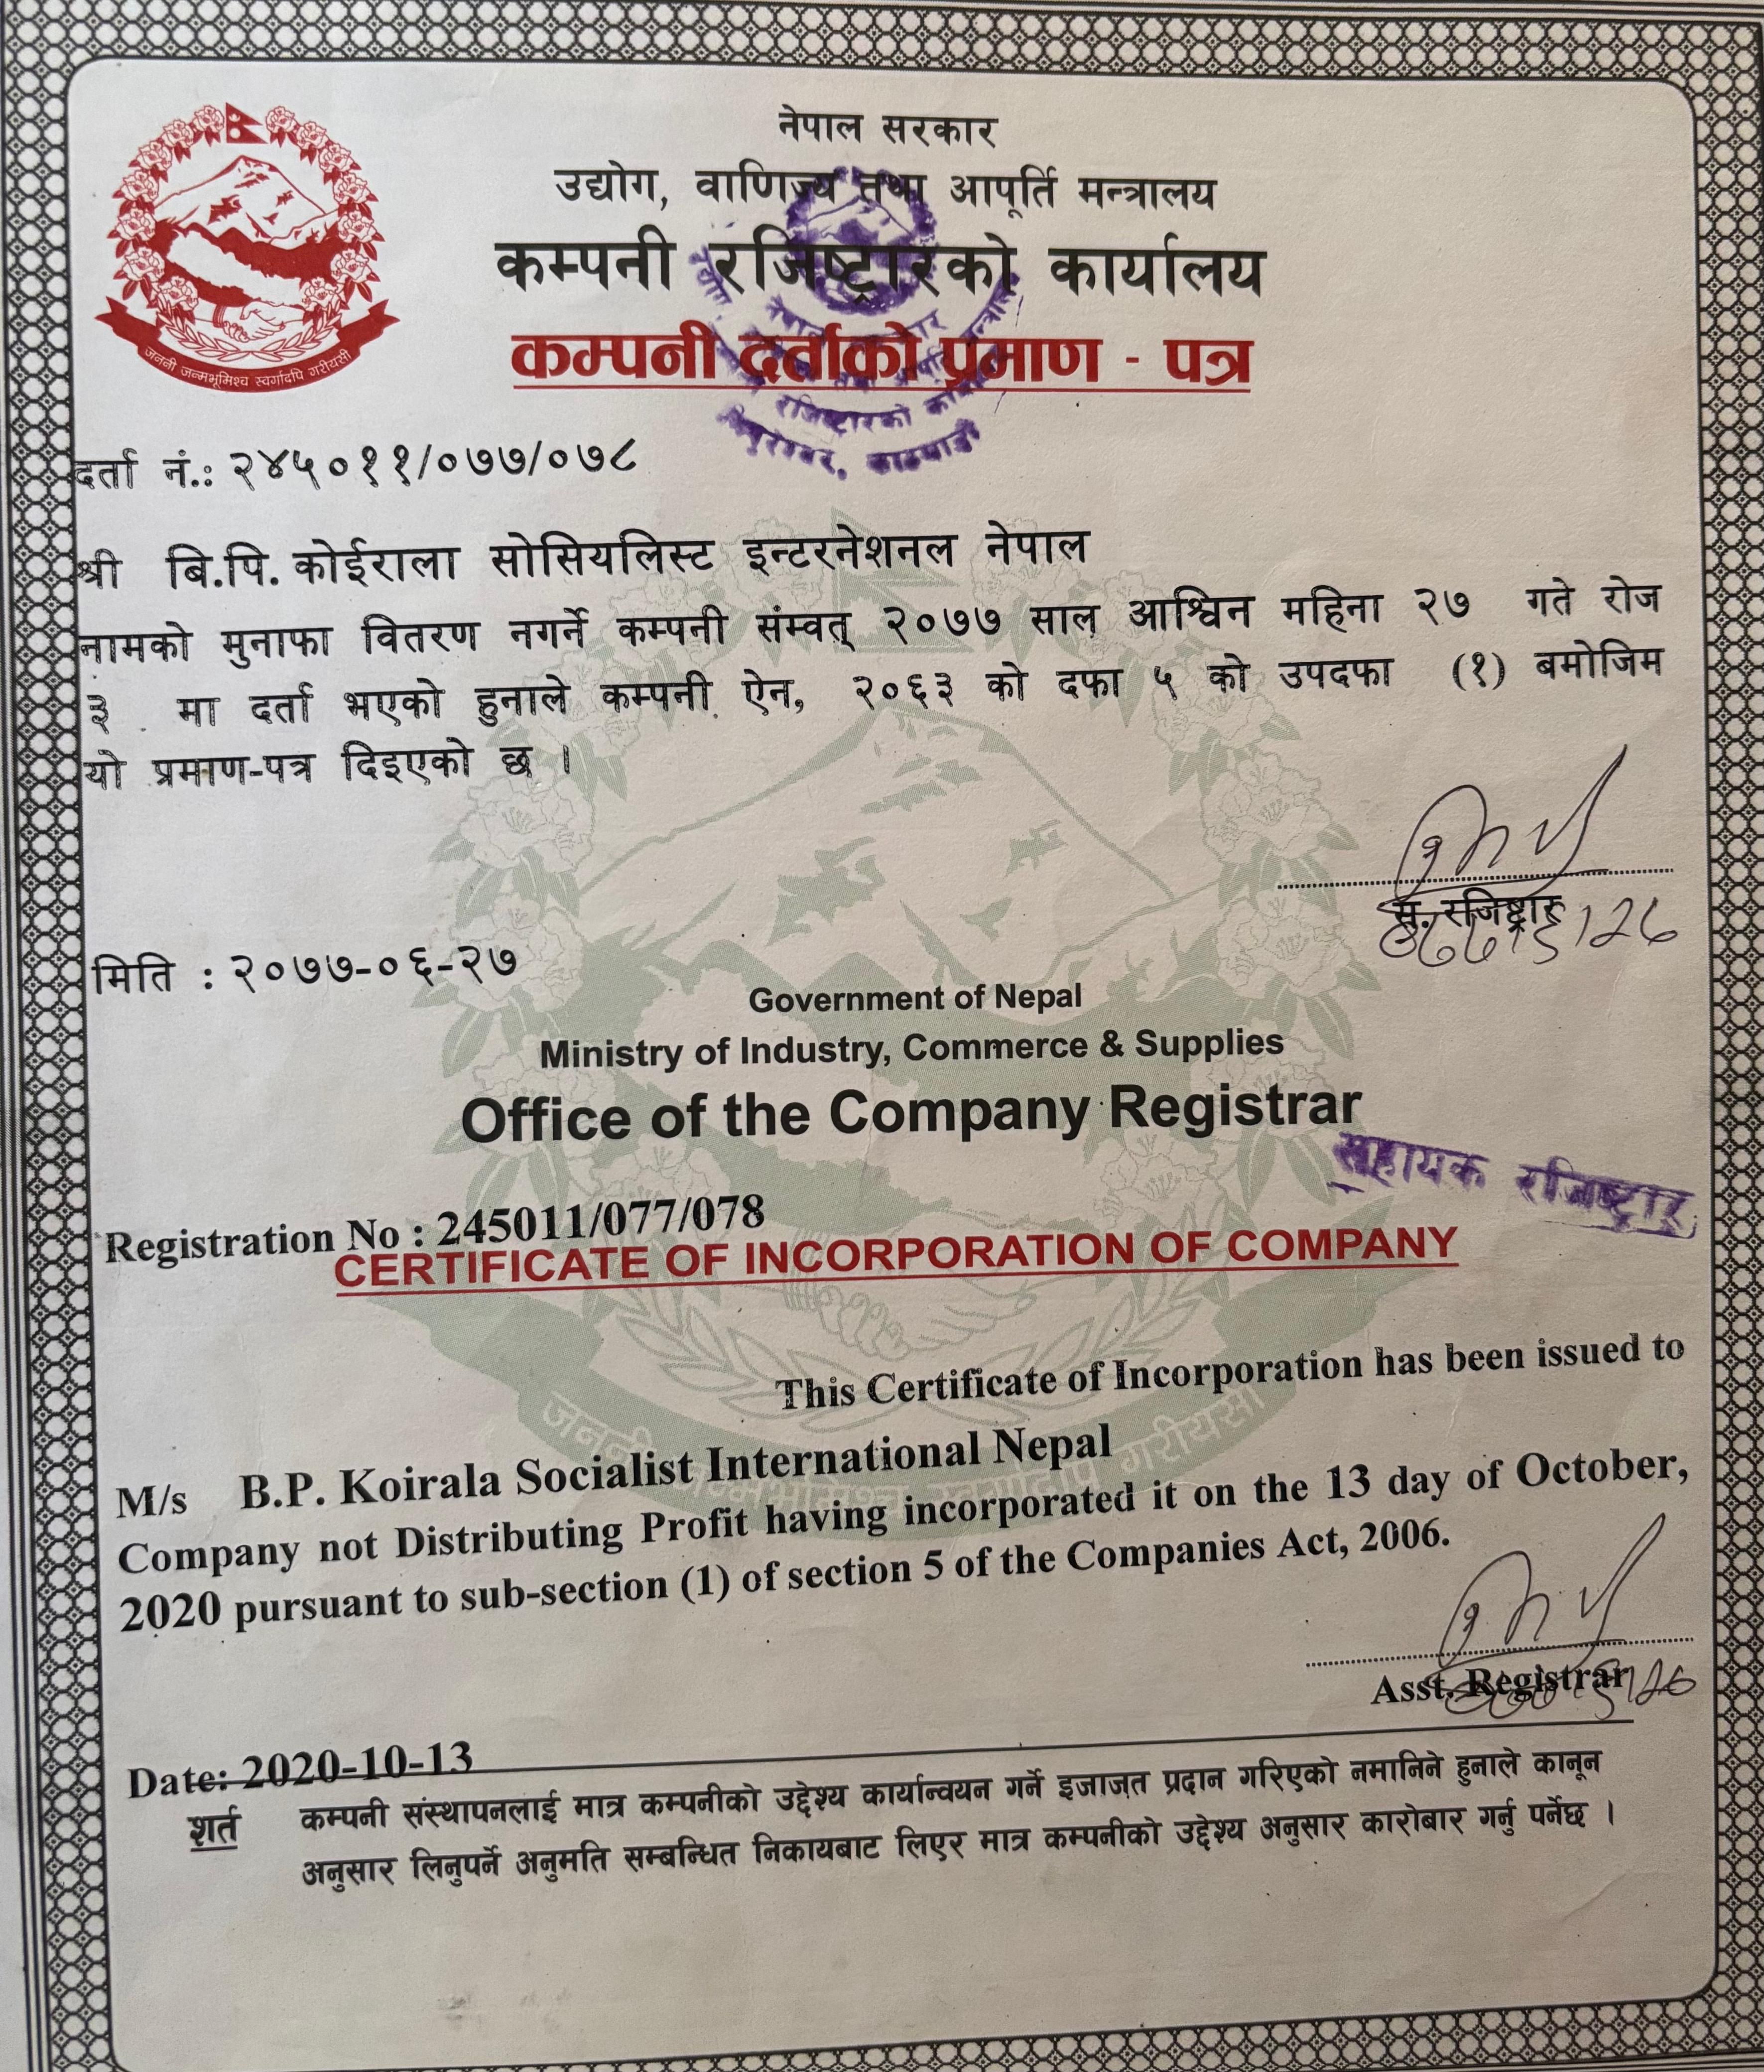 नेपाल सरकार
उद्योग, वाणिज्य तथा आपूर्ति मन्त्रालय
कम्पनी रजिष्ट्रारको कार्यालय
कम्पनी दर्ताको प्रमाण - पत्र
जननी जन्मभूमिश्च स्वर्गादपि गरीयसी
दर्ता नं.: २४५०११/०७७/०७८
श्री बि.पि. कोईराला सोसियलिस्ट इन्टरनेशनल नेपाल
नामको मुनाफा वितरण नगर्ने कम्पनी संम्वत् २०७७ साल आश्विन महिना २७ गते रोज
३ मा दर्ता भएको हुनाले कम्पनी ऐन, २०६३ को दफा ५ को उपदफा (१) बमोजिम
यो प्रमाण-पत्र दिइएको छ ।
स. रजिष्ट्रार
मिति : २०७७-०६-२७
Government of Nepal
Ministry of Industry, Commerce & Supplies
Office of the Company Registrar
सहायक रजिष्ट्रार
Registration No : 245011/077/078
CERTIFICATE OF INCORPORATION OF COMPANY
This Certificate of Incorporation has been issued to
M/s B.P. Koirala Socialist International Nepal
Company not Distributing Profit having incorporated it on the 13 day of October,
2020 pursuant to sub-section (1) of section 5 of the Companies Act, 2006.
Asst. Registrar
Date: 2020-10-13
शर्त कम्पनी संस्थापनलाई मात्र कम्पनीको उद्देश्य कार्यान्वयन गर्ने इजाजत प्रदान गरिएको नमानिने हुनाले कानून
अनुसार लिनुपर्ने अनुमति सम्बन्धित निकायबाट लिएर मात्र कम्पनीको उद्देश्य अनुसार कारोबार गर्नु पर्नेछ ।